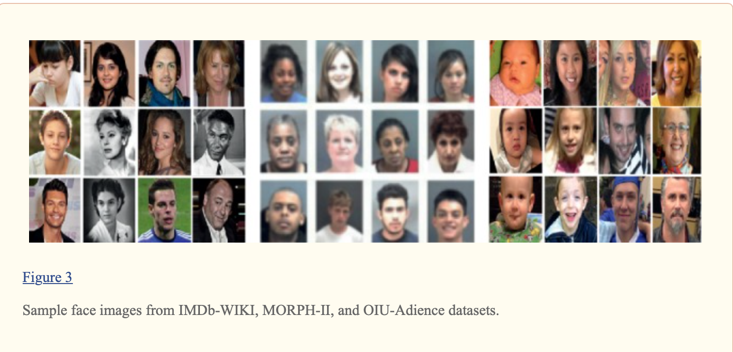 Figure 3
Sample face images from IMDb-WIKI, MORPH-II, and OIU-Adience datasets.